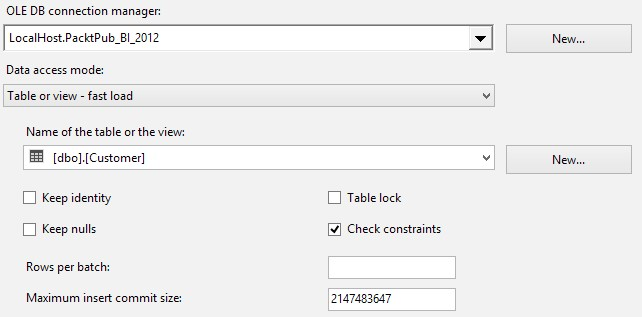 OLE DB connection manager:
LocalHost.PacktPub_BI_2012
New...
Data access mode:
Table or view - fast load
Name of the table or the view:
[dbo].[Customer]
New...
Keep identity
Table lock
Keep nulls
Check constraints
Rows per batch:
Maximum insert commit size:
2147483647